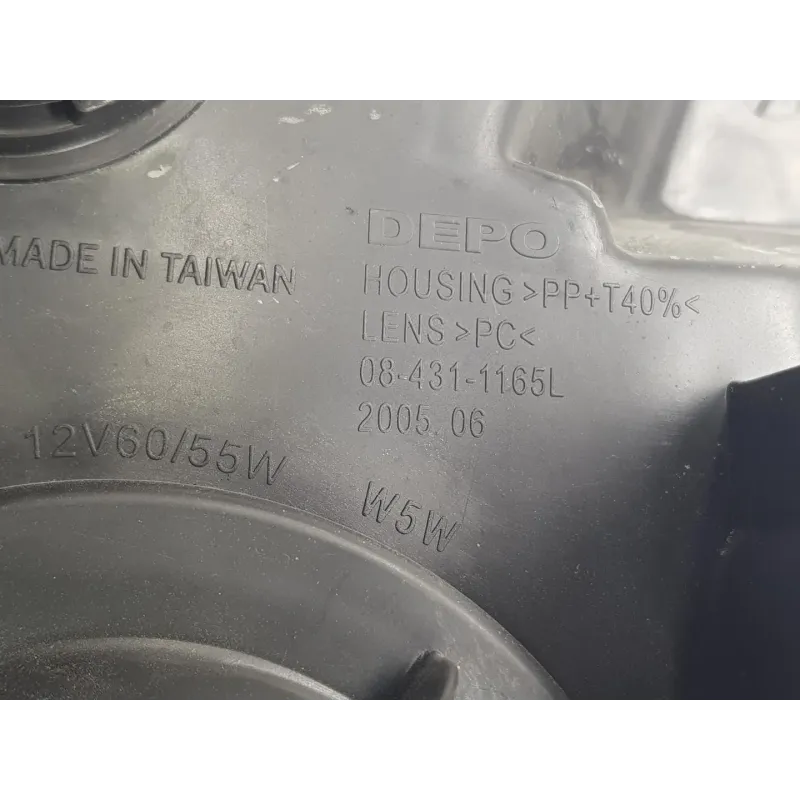 DEPO
MADE IN TAIWAN
HOUSING >PP+T40%<
LENS >PC<
08-431-1165L
2005.06
12V60/55W
W5W